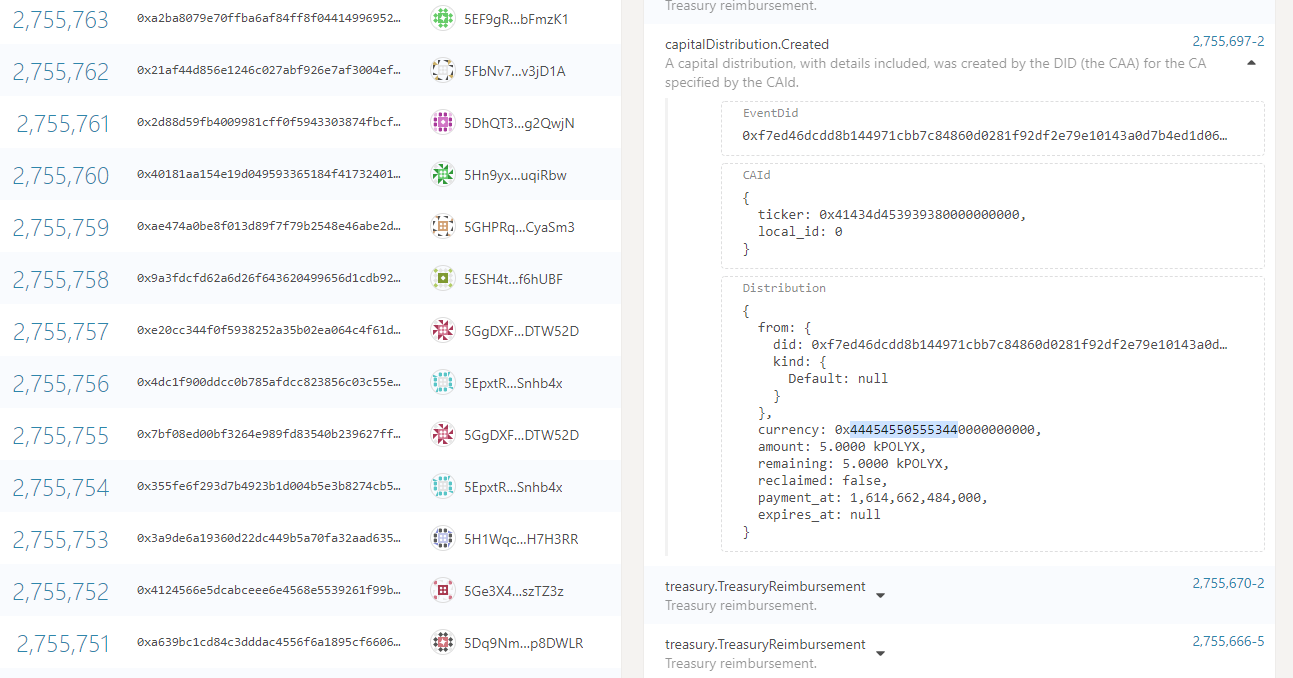 2,755,763 0xa2ba8079e70ffba6af84ff8f04414996952… 5EF9gR…bFmzK1
2,755,762 0x21af44d856e1246c027abf926e7af3004ef… 5FbNv7…v3jD1A
2,755,761 0x2d88d59fb4009981cff0f5943303874fbcf… 5DhQT3…g2QwjN
2,755,760 0x40181aa154e19d049593365184f41732401… 5Hn9yx…uqiRbw
2,755,759 0xae474a0be8f013d89f7f79b2548e46abe2d… 5GHPRq…CyaSm3
2,755,758 0x9a3fdcfd62a6d26f643620499656d1cdb92… 5ESH4t…f6hUBF
2,755,757 0xe20cc344f0f5938252a35b02ea064c4f61d… 5GgDXF…DTW52D
2,755,756 0x4dc1f900ddcc0b785afdcc823856c03c55e… 5EpxtR…Snhb4x
2,755,755 0x7bf08ed00bf3264e989fd83540b239627ff… 5GgDXF…DTW52D
2,755,754 0x355fe6f293d7b4923b1d004b5e3b8274cb5… 5EpxtR…Snhb4x
2,755,753 0x3a9de6a19360d22dc449b5a70fa32aad635… 5H1Wqc…H7H3RR
2,755,752 0x4124566e5dcabceee6e4568e5539261f99b… 5Ge3X4…szTZ3z
2,755,751 0xa639bc1cd84c3dddac4556f6a1895cf6606… 5Dq9Nm…p8DWLR
Treasury reimbursement.
capitalDistribution.Created 2,755,697-2
A capital distribution, with details included, was created by the DID (the CAA) for the CA
specified by the CAId.
EventDid
0xf7ed46dcdd8b144971cbb7c84860d0281f92df2e79e10143a0d7b4ed1d06…
CAId
{
ticker: 0x41434d453939380000000000,
local_id: 0
}
Distribution
{
from: {
did: 0xf7ed46dcdd8b144971cbb7c84860d0281f92df2e79e10143a0d…
kind: {
Default: null
}
},
currency: 0x444545505553440000000000,
amount: 5.0000 kPOLYX,
remaining: 5.0000 kPOLYX,
reclaimed: false,
payment_at: 1,614,662,484,000,
expires_at: null
}
treasury.TreasuryReimbursement 2,755,670-2
Treasury reimbursement.
treasury.TreasuryReimbursement 2,755,666-5
Treasury reimbursement.